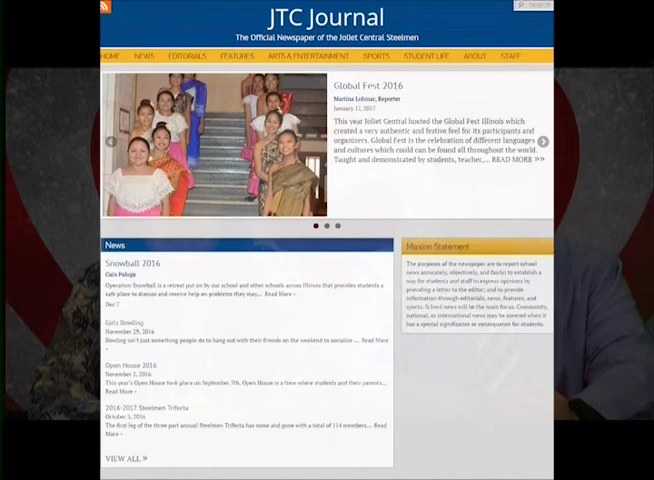 SEARCH
JTC Journal
The Official Newspaper of the Joliet Central Steelmen
HOME NEWS EDITORIALS FEATURES ARTS & ENTERTAINMENT SPORTS STUDENT LIFE ABOUT STAFF
Global Fest 2016
Martina Lehour, Reporter
January 17, 2017
This year Joliet Central hosted the Global Fest Illinois which
created a very authentic and festive feel for its participants and
organizers. Global Fest is the celebration of different languages
and cultures which could be found all throughout the world.
Taught and demonstrated by students, teacher,... READ MORE »»
News
Snowball 2016
Cain Paluga
Operation Snowball is a retreat put on by our school and other schools across Illinois that provides students a
safe place to discuss and receive help on problems they may... Read More »
Dec 7
Girls Bowling
November 29, 2016
Bowling isn't just something people do to hang out with their friends on the weekend to socialize ... Read More
»
Open House 2016
November 2, 2016
This year's Open House took place on September 7th. Open House is a time where students and their parents...
Read More »
2016-2017 Steelmen Trifecta
October 5, 2016
The first leg of the three part annual Steelmen Trifecta has come and gone with a total of 114 members... Read
More »
VIEW ALL »
Mission Statement
The purposes of the newspaper are to report school
news accurately, objectively, and fairly; to establish a
way for students and staff to express opinions by
providing a letter to the editor; and to provide
information through editorials, news, features, and
sports. School news will be the main focus. Community,
national, or international news may be covered when it
has a special significance or consequence for students.